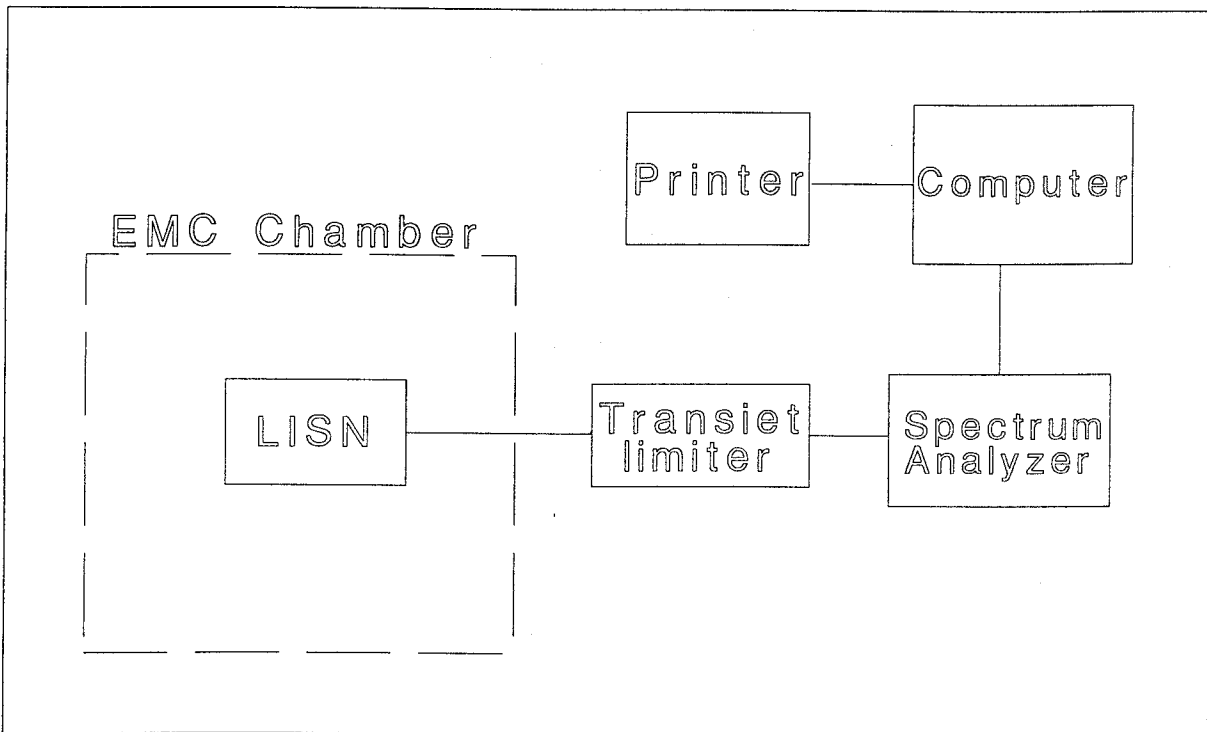 Printer
Computer
EMC Chamber
LISN
Transiet
limiter
Spectrum
Analyzer